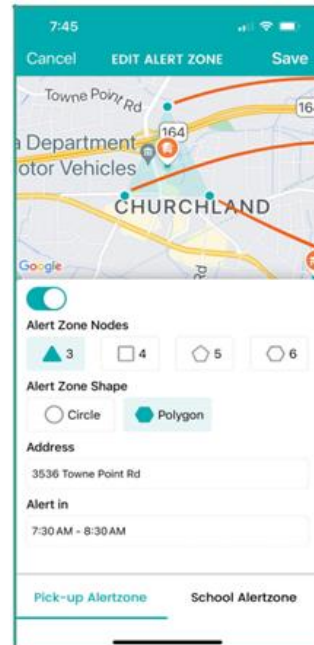 7:45
Cancel EDIT ALERT ZONE Save
Towne Point Rd
164
a Department
otor Vehicles
164
CHURCHLAND
Google
Rd
Alert Zone Nodes
3 4 5 6
Alert Zone Shape
Circle Polygon
Address
3536 Towne Point Rd
Alert in
7:30 AM - 8:30 AM
Pick-up Alertzone School Alertzone